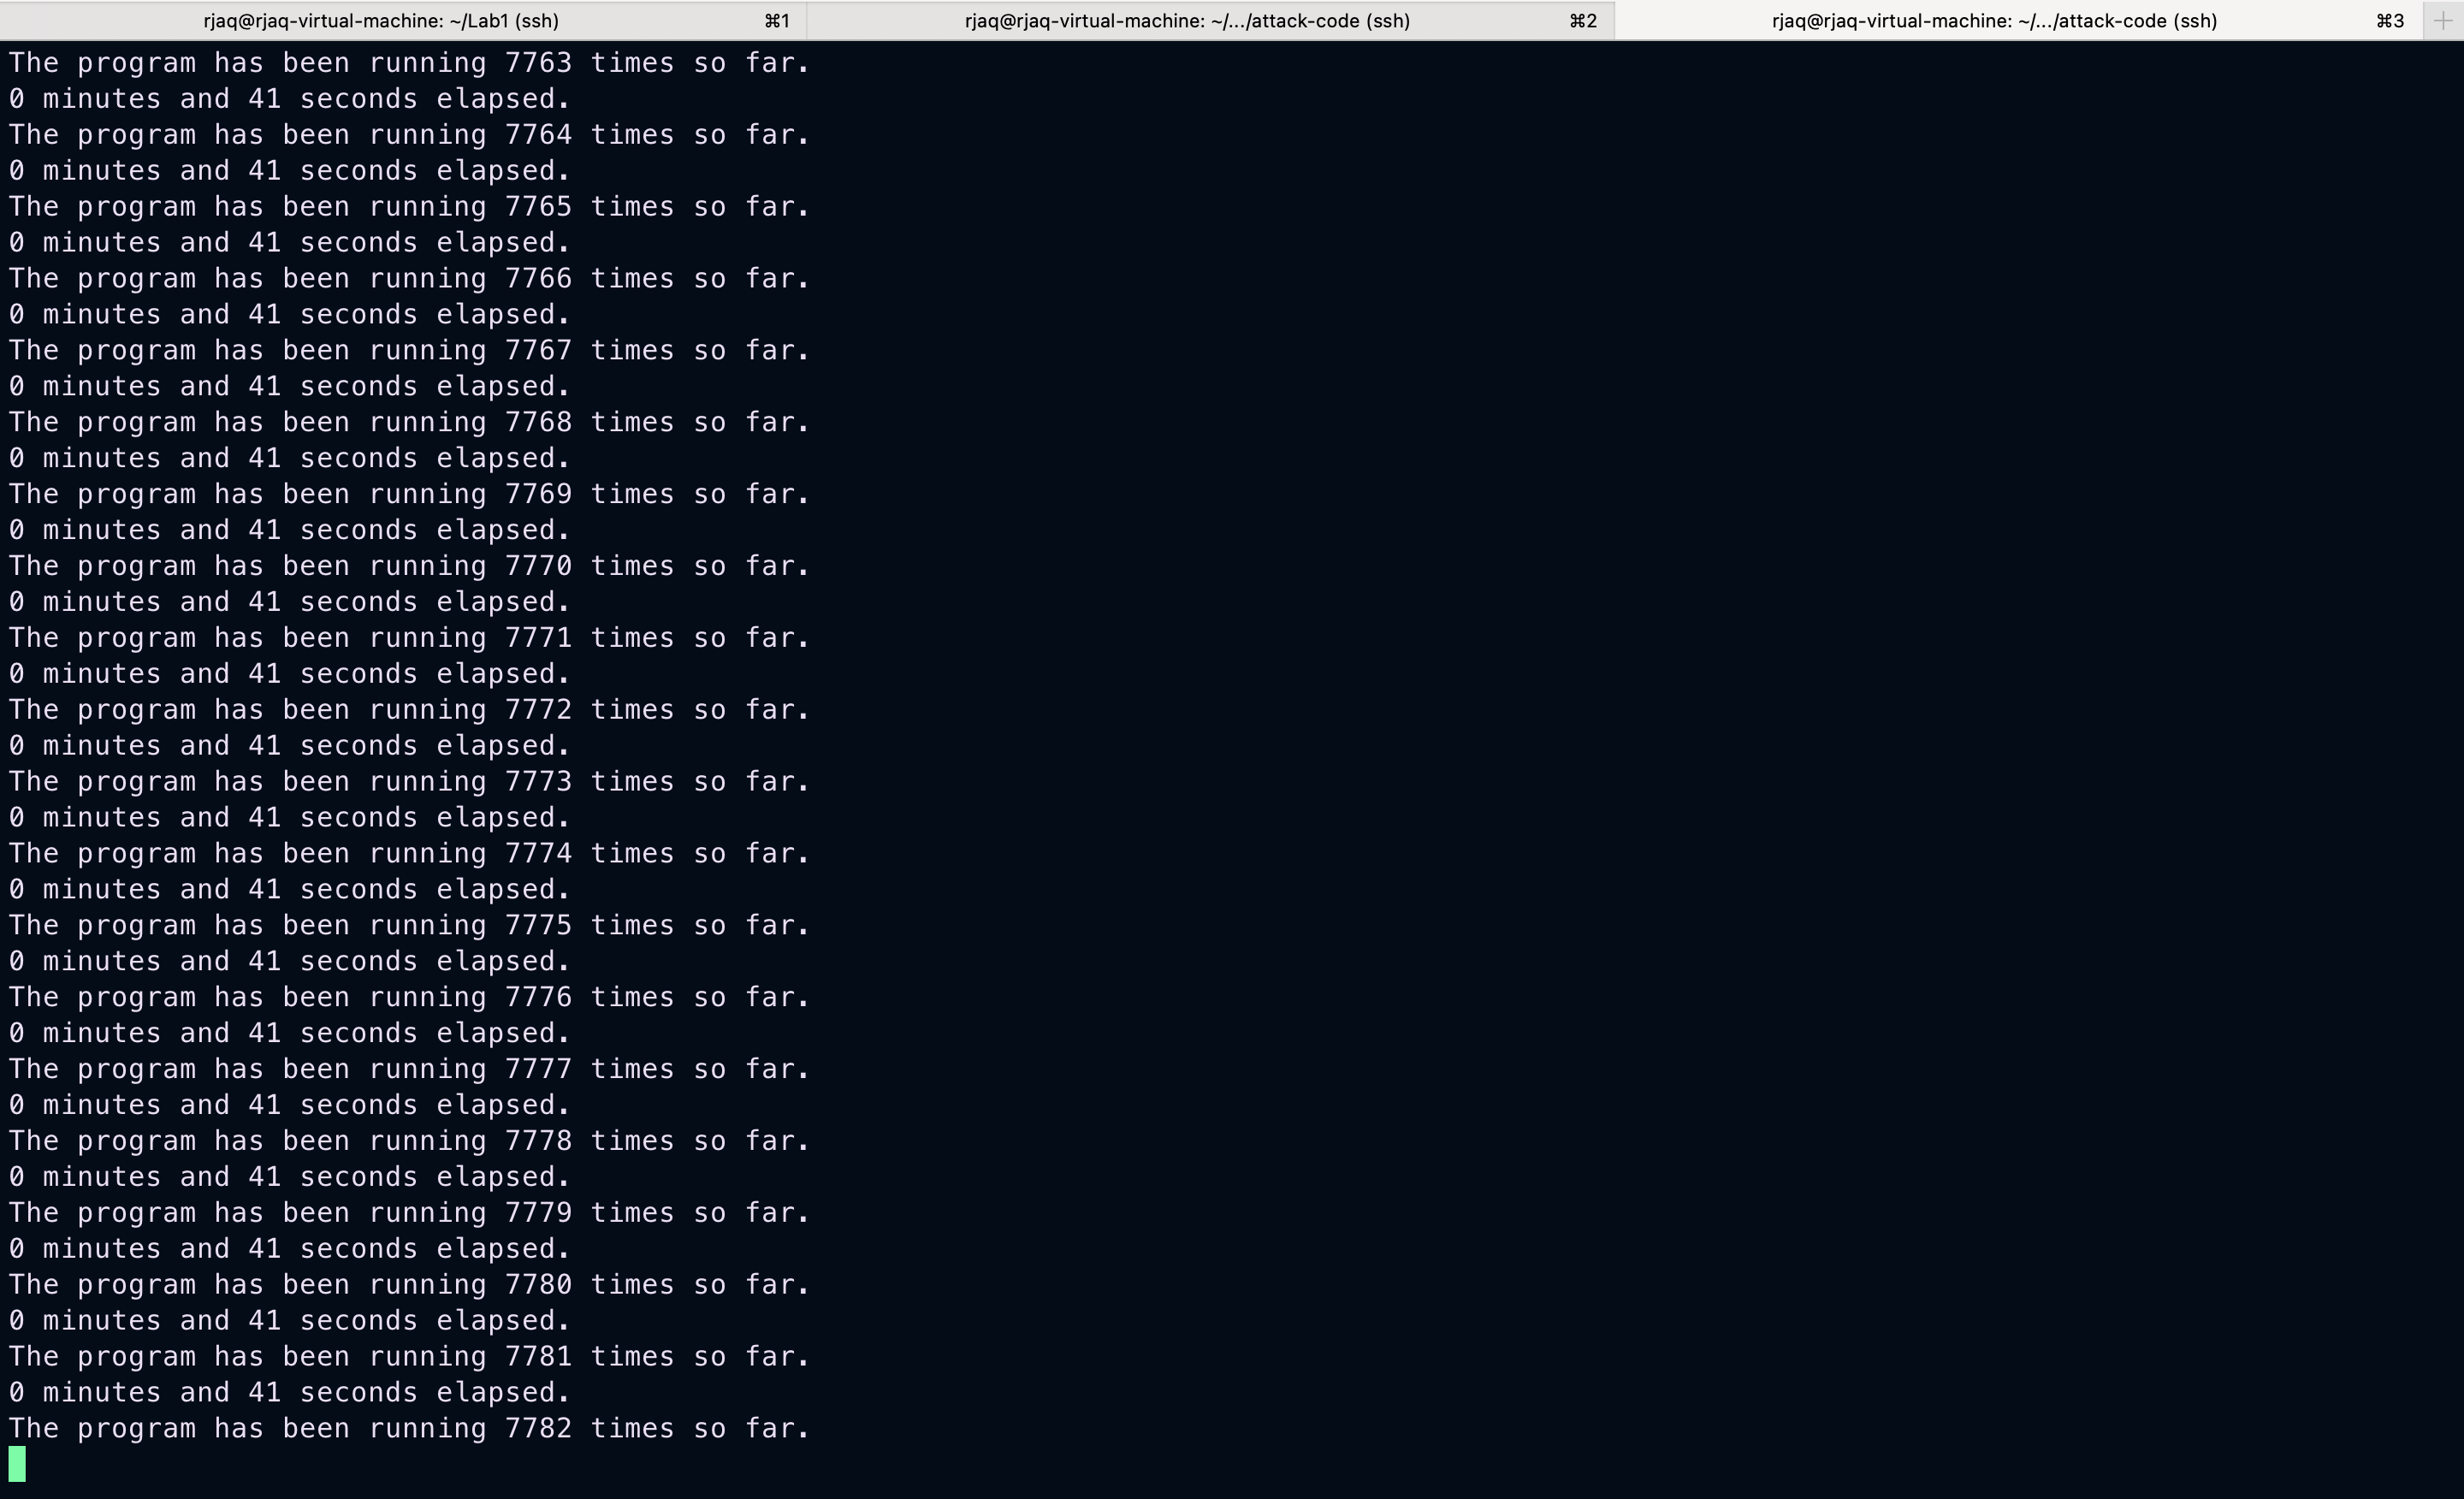 rjaq@rjaq-virtual-machine: ~/Lab1 (ssh) ⌘1 rjaq@rjaq-virtual-machine: ~/.../attack-code (ssh) ⌘2 rjaq@rjaq-virtual-machine: ~/.../attack-code (ssh) ⌘3 +
The program has been running 7763 times so far.
0 minutes and 41 seconds elapsed.
The program has been running 7764 times so far.
0 minutes and 41 seconds elapsed.
The program has been running 7765 times so far.
0 minutes and 41 seconds elapsed.
The program has been running 7766 times so far.
0 minutes and 41 seconds elapsed.
The program has been running 7767 times so far.
0 minutes and 41 seconds elapsed.
The program has been running 7768 times so far.
0 minutes and 41 seconds elapsed.
The program has been running 7769 times so far.
0 minutes and 41 seconds elapsed.
The program has been running 7770 times so far.
0 minutes and 41 seconds elapsed.
The program has been running 7771 times so far.
0 minutes and 41 seconds elapsed.
The program has been running 7772 times so far.
0 minutes and 41 seconds elapsed.
The program has been running 7773 times so far.
0 minutes and 41 seconds elapsed.
The program has been running 7774 times so far.
0 minutes and 41 seconds elapsed.
The program has been running 7775 times so far.
0 minutes and 41 seconds elapsed.
The program has been running 7776 times so far.
0 minutes and 41 seconds elapsed.
The program has been running 7777 times so far.
0 minutes and 41 seconds elapsed.
The program has been running 7778 times so far.
0 minutes and 41 seconds elapsed.
The program has been running 7779 times so far.
0 minutes and 41 seconds elapsed.
The program has been running 7780 times so far.
0 minutes and 41 seconds elapsed.
The program has been running 7781 times so far.
0 minutes and 41 seconds elapsed.
The program has been running 7782 times so far.